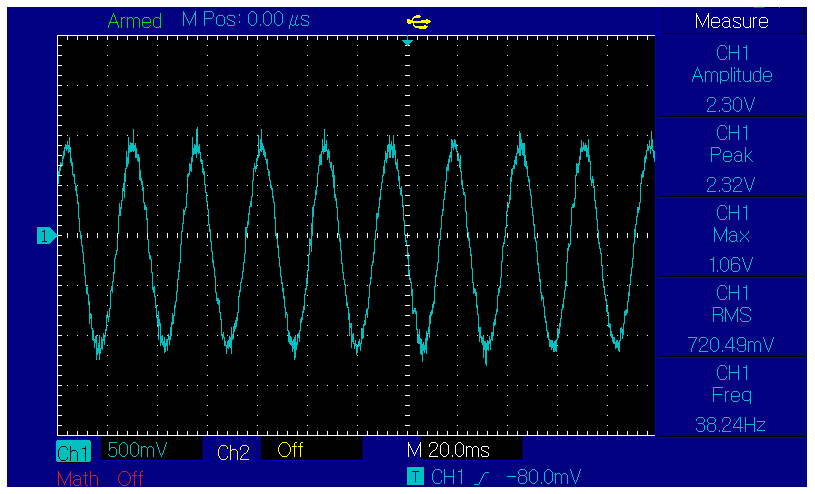 Armed M Pos: 0.00 μs
Measure
CH1
Amplitude
2.30V
CH1
Peak
2.32V
CH1
Max
1.06V
CH1
RMS
720.49mV
CH1
Freq
38.24Hz
1
Ch1 500mV Ch2 Off M 20.0ms
Math Off T CH1 -80.0mV